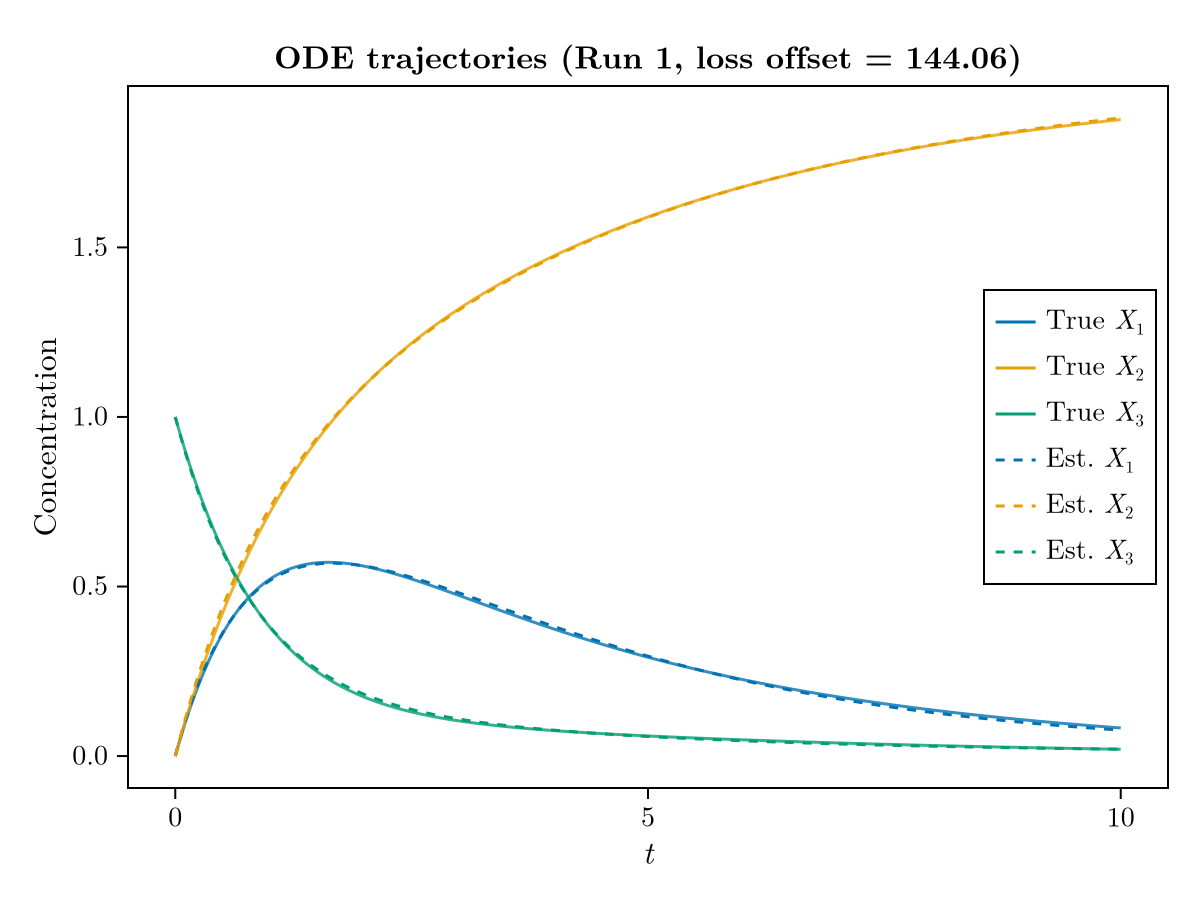 ODE trajectories (Run 1, loss offset = 144.06)
Concentration
1.5
1.0
0.5
0.0
True X₁
True X₂
True X₃
Est. X₁
Est. X₂
Est. X₃
0 5 10
t